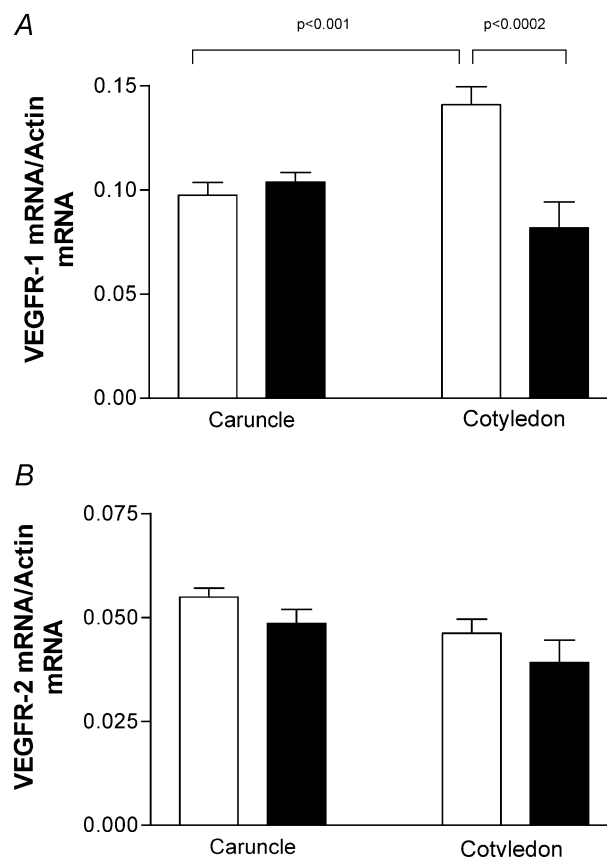 A
p<0.001
p<0.0002
VEGFR-1 mRNA/Actin
mRNA
0.15
0.10
0.05
0.00
Caruncle
Cotyledon
B
VEGFR-2 mRNA/Actin
mRNA
0.075
0.050
0.025
0.000
Caruncle
Cotyledon